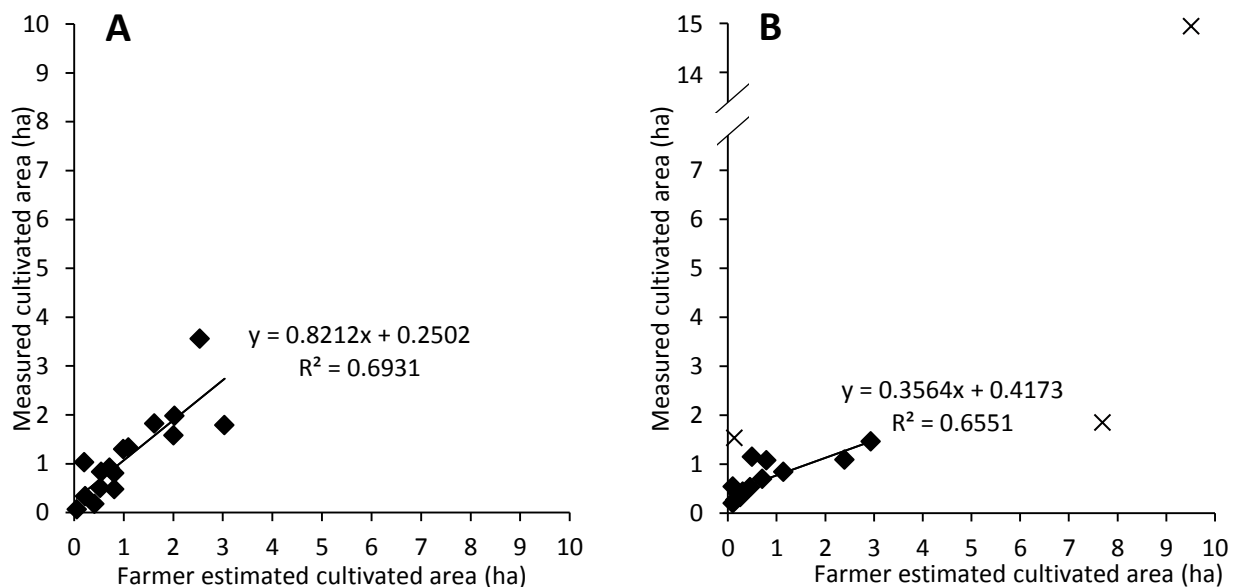 A
10
9
8
7
6
5
4
3
2
1
0
Measured cultivated area (ha)
y = 0.8212x + 0.2502
R² = 0.6931
0 1 2 3 4 5 6 7 8 9 10
Farmer estimated cultivated area (ha)
B
15
14
7
6
5
4
3
2
1
0
Measured cultivated area (ha)
y = 0.3564x + 0.4173
R² = 0.6551
0 1 2 3 4 5 6 7 8 9 10
Farmer estimated cultivated area (ha)